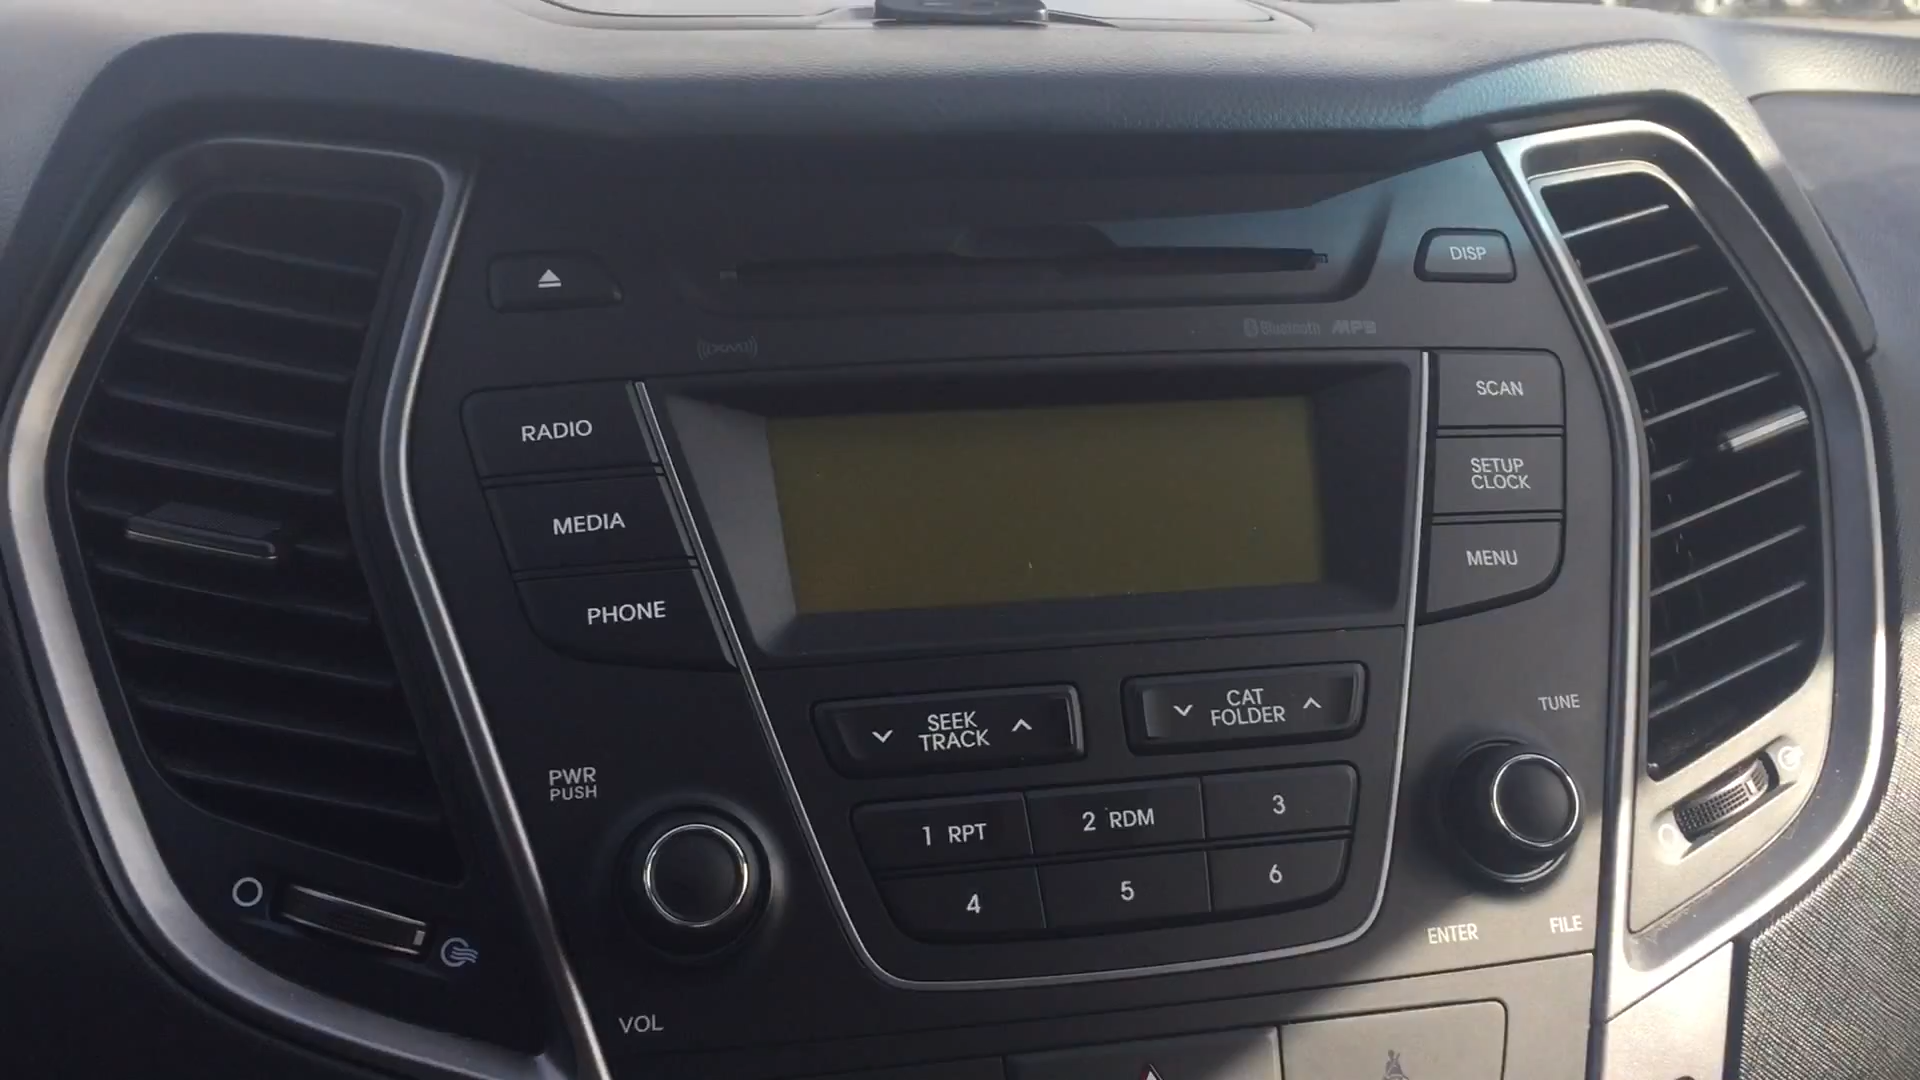 DISP
((XM))
Bluetooth MP3
RADIO
MEDIA
PHONE
SCAN
SETUP
CLOCK
MENU
SEEK
TRACK
CAT
FOLDER
TUNE
PWR
PUSH
1 RPT
2 RDM
3
4
5
6
ENTER
FILE
VOL